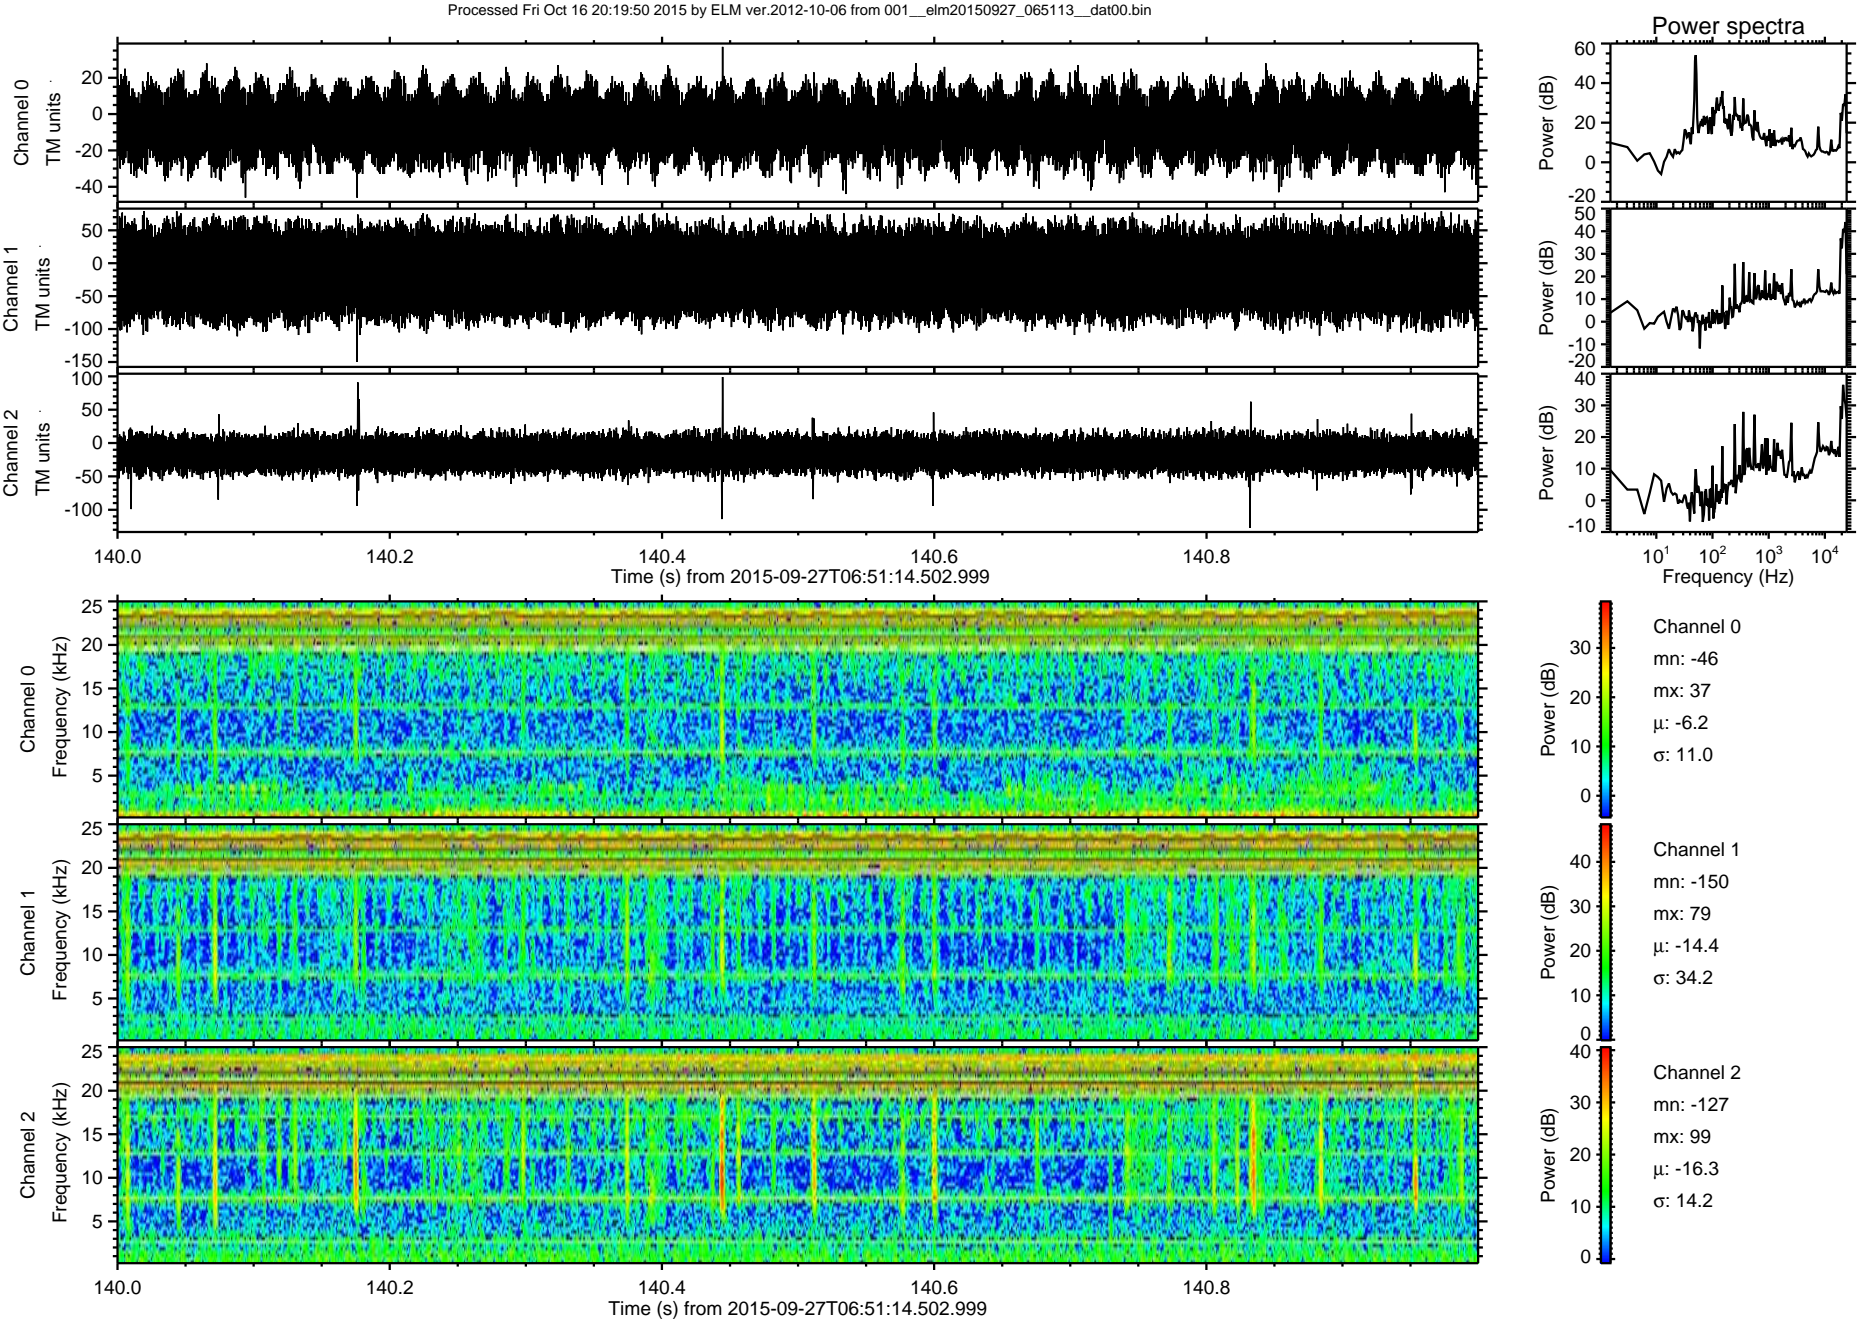 Processed Fri Oct 16 20:19:50 2015 by ELM ver.2012-10-06 from 001__elm20150927_065113__dat00.bin
Power spectra
Channel 0
TM units
20
0
-20
-40
Power (dB)
60
40
20
0
-20
Channel 1
TM units
50
0
-50
-100
-150
Power (dB)
50
40
30
20
10
0
-10
-20
Channel 2
TM units
100
50
0
-50
-100
Power (dB)
40
30
20
10
0
-10
140.0 140.2 140.4 140.6 140.8
Time (s) from 2015-09-27T06:51:14.502.999
10^1 10^2 10^3 10^4
Frequency (Hz)
Channel 0
Frequency (kHz)
25
20
15
10
5
Power (dB)
30
20
10
0
Channel 0
mn: -46
mx: 37
μ: -6.2
σ: 11.0
Channel 1
Frequency (kHz)
25
20
15
10
5
Power (dB)
40
30
20
10
0
Channel 1
mn: -150
mx: 79
μ: -14.4
σ: 34.2
Channel 2
Frequency (kHz)
25
20
15
10
5
Power (dB)
40
30
20
10
0
Channel 2
mn: -127
mx: 99
μ: -16.3
σ: 14.2
140.0 140.2 140.4 140.6 140.8
Time (s) from 2015-09-27T06:51:14.502.999